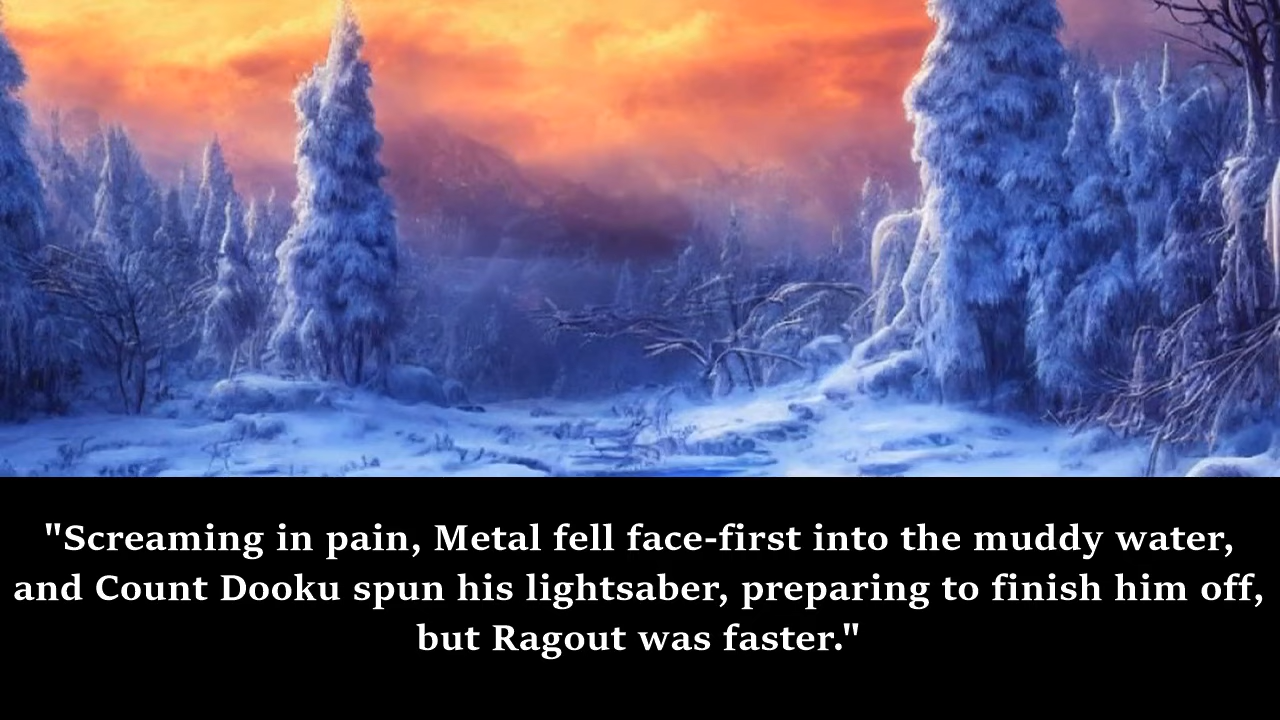 "Screaming in pain, Metal fell face-first into the muddy water,
and Count Dooku spun his lightsaber, preparing to finish him off,
but Ragout was faster."